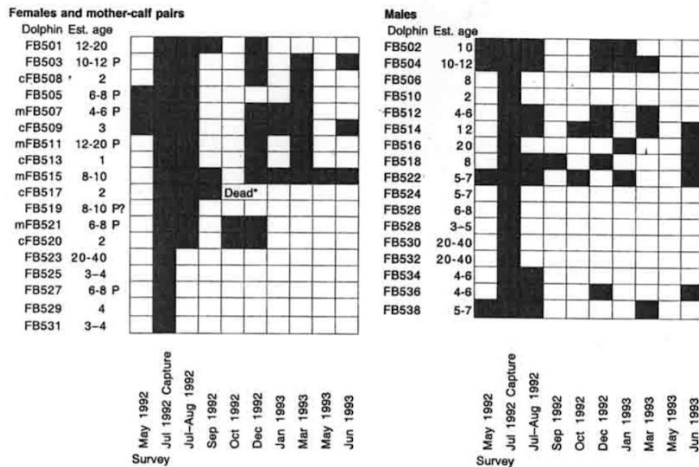 Females and mother-calf pairs
Dolphin Est. age
FB501 12-20
FB503 10-12 P
cFB508 2
FB505 6-8 P
mFB507 4-6 P
cFB509 3
mFB511 12-20 P
cFB513 1
mFB515 8-10
cFB517 2 Dead*
FB519 8-10 P?
mFB521 6-8 P
cFB520 2
FB523 20-40
FB525 3–4
FB527 6-8 P
FB529 4
FB531 3–4
May 1992
Jul 1992 Capture
Jul–Aug 1992
Sep 1992
Oct 1992
Dec 1992
Jan 1993
Mar 1993
May 1993
Jun 1993
Survey
Males
Dolphin Est. age
FB502 10
FB504 10-12
FB506 8
FB510 2
FB512 4-6
FB514 12
FB516 20
FB518 8
FB522 5-7
FB524 5-7
FB526 6-8
FB528 3–5
FB530 20-40
FB532 20-40
FB534 4-6
FB536 4-6
FB538 5-7
May 1992
Jul 1992 Capture
Jul–Aug 1992
Sep 1992
Oct 1992
Dec 1992
Jan 1993
Mar 1993
May 1993
Jun 1993
Survey